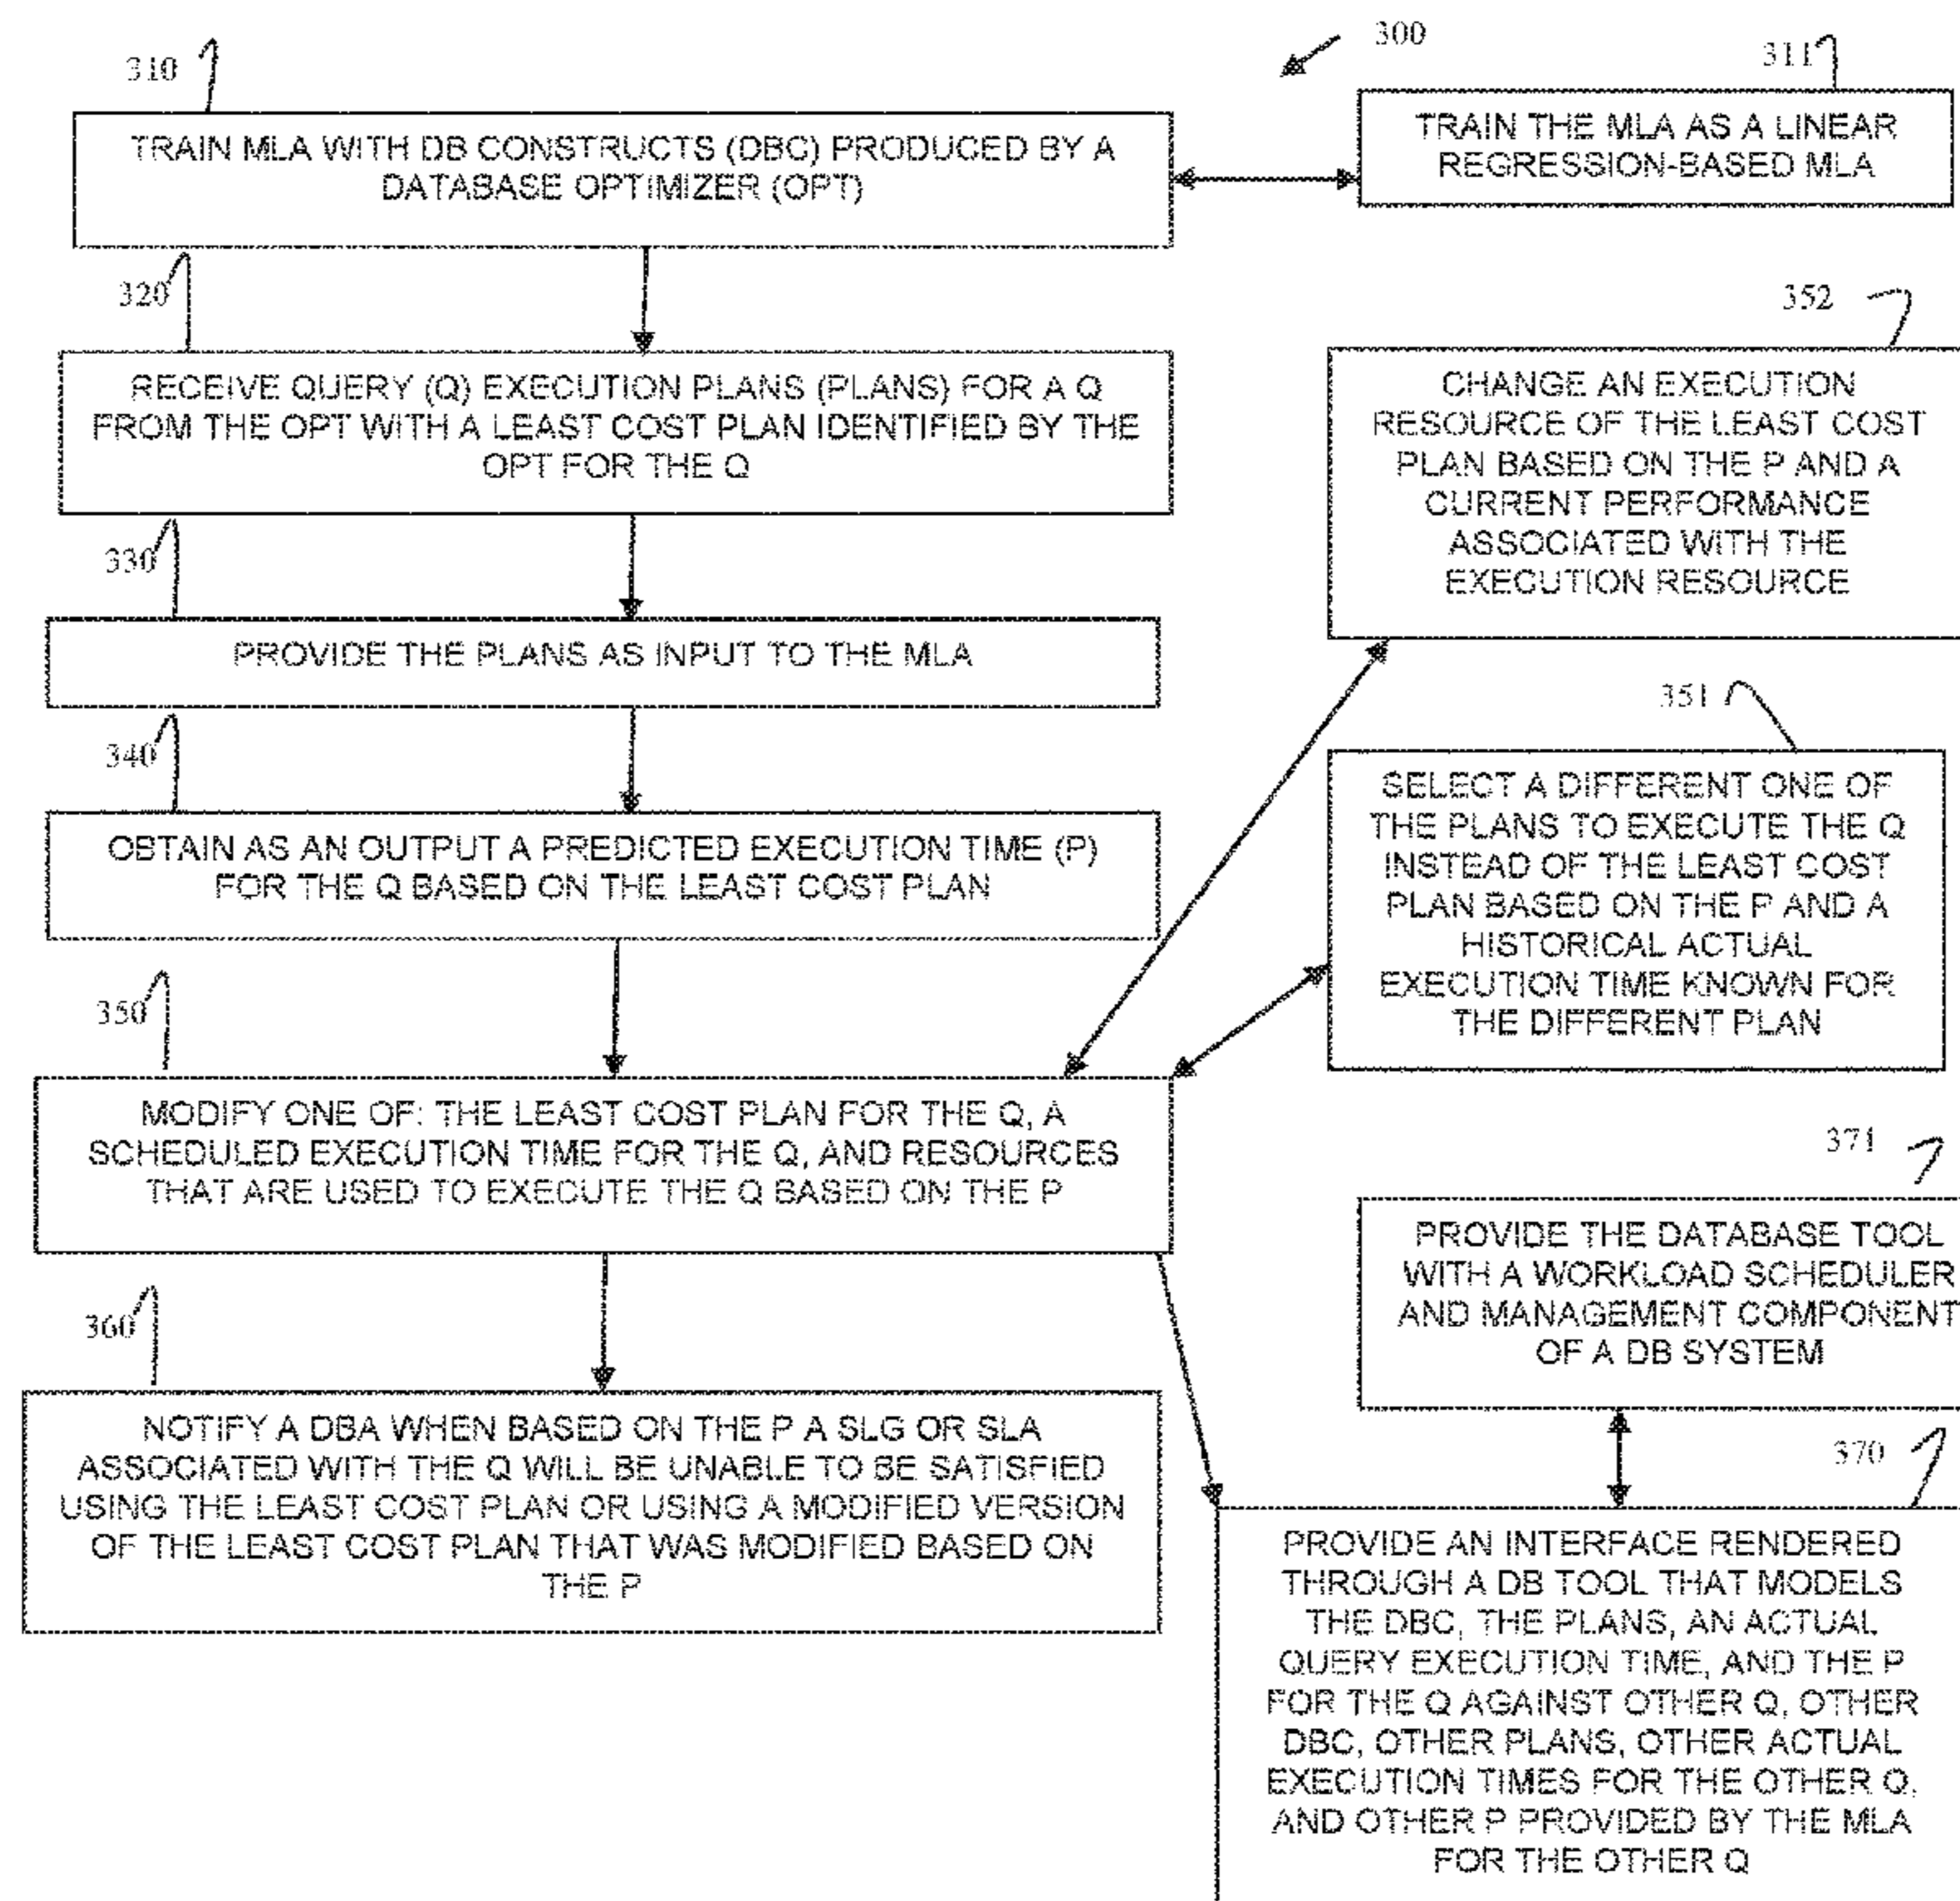 300
310
TRAIN MLA WITH DB CONSTRUCTS (DBC) PRODUCED BY A
DATABASE OPTIMIZER (OPT)
311
TRAIN THE MLA AS A LINEAR
REGRESSION-BASED MLA
320
RECEIVE QUERY (Q) EXECUTION PLANS (PLANS) FOR A Q
FROM THE OPT WITH A LEAST COST PLAN IDENTIFIED BY THE
OPT FOR THE Q
330
PROVIDE THE PLANS AS INPUT TO THE MLA
340
OBTAIN AS AN OUTPUT A PREDICTED EXECUTION TIME (P)
FOR THE Q BASED ON THE LEAST COST PLAN
350
MODIFY ONE OF: THE LEAST COST PLAN FOR THE Q, A
SCHEDULED EXECUTION TIME FOR THE Q, AND RESOURCES
THAT ARE USED TO EXECUTE THE Q BASED ON THE P
352
CHANGE AN EXECUTION
RESOURCE OF THE LEAST COST
PLAN BASED ON THE P AND A
CURRENT PERFORMANCE
ASSOCIATED WITH THE
EXECUTION RESOURCE
351
SELECT A DIFFERENT ONE OF
THE PLANS TO EXECUTE THE Q
INSTEAD OF THE LEAST COST
PLAN BASED ON THE P AND A
HISTORICAL ACTUAL
EXECUTION TIME KNOWN FOR
THE DIFFERENT PLAN
360
NOTIFY A DBA WHEN BASED ON THE P A SLG OR SLA
ASSOCIATED WITH THE Q WILL BE UNABLE TO BE SATISFIED
USING THE LEAST COST PLAN OR USING A MODIFIED VERSION
OF THE LEAST COST PLAN THAT WAS MODIFIED BASED ON
THE P
371
PROVIDE THE DATABASE TOOL
WITH A WORKLOAD SCHEDULER
AND MANAGEMENT COMPONENT
OF A DB SYSTEM
370
PROVIDE AN INTERFACE RENDERED
THROUGH A DB TOOL THAT MODELS
THE DBC, THE PLANS, AN ACTUAL
QUERY EXECUTION TIME, AND THE P
FOR THE Q AGAINST OTHER Q, OTHER
DBC, OTHER PLANS, OTHER ACTUAL
EXECUTION TIMES FOR THE OTHER Q,
AND OTHER P PROVIDED BY THE MLA
FOR THE OTHER Q